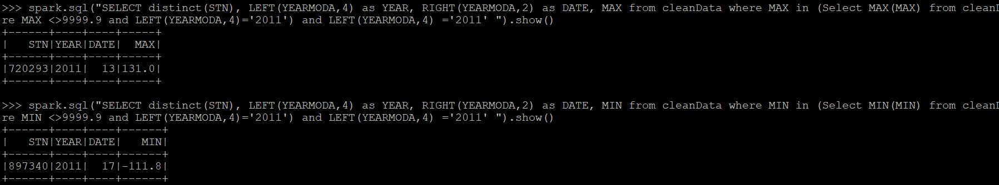 >>> spark.sql("SELECT distinct(STN), LEFT(YEARMODA,4) as YEAR, RIGHT(YEARMODA,2) as DATE, MAX from cleanData where MAX in (Select MAX(MAX) from clean
re MAX <>9999.9 and LEFT(YEARMODA,4)='2011') and LEFT(YEARMODA,4) ='2011' ").show()
+------+----+----+-----+
|   STN|YEAR|DATE|  MAX|
+------+----+----+-----+
|720293|2011|  13|131.0|
+------+----+----+-----+
>>> spark.sql("SELECT distinct(STN), LEFT(YEARMODA,4) as YEAR, RIGHT(YEARMODA,2) as DATE, MIN from cleanData where MIN in (Select MIN(MIN) from clean
re MIN <>9999.9 and LEFT(YEARMODA,4)='2011') and LEFT(YEARMODA,4) ='2011' ").show()
+------+----+----+------+
|   STN|YEAR|DATE|   MIN|
+------+----+----+------+
|897340|2011|  17|-111.8|
+------+----+----+------+